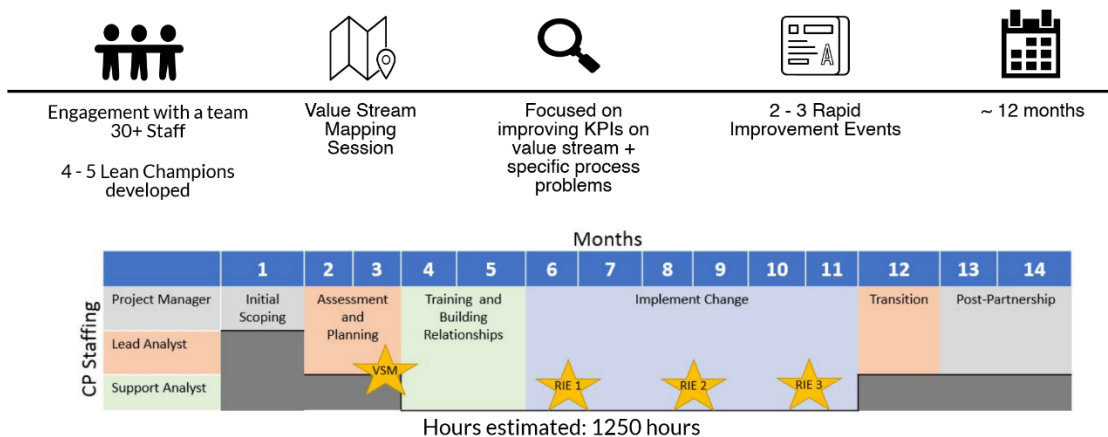 A
Engagement with a team
30+ Staff
4 - 5 Lean Champions
developed
Value Stream
Mapping
Session
Focused on
improving KPIs on
value stream +
specific process
problems
2 - 3 Rapid
Improvement Events
~ 12 months
Months
1 2 3 4 5 6 7 8 9 10 11 12 13 14
CP Staffing
Project Manager
Lead Analyst
Support Analyst
Initial
Scoping
Assessment
and
Planning
Training and
Building
Relationships
Implement Change
Transition
Post-Partnership
VSM
RIE 1
RIE 2
RIE 3
Hours estimated: 1250 hours